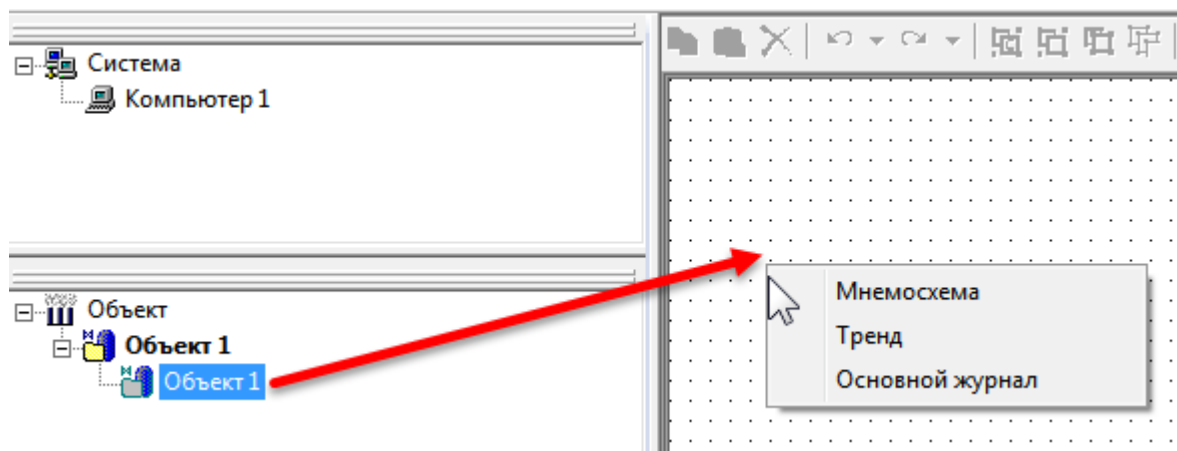 Система
Компьютер 1
Объект
Объект 1
Объект 1
Мнемосхема
Тренд
Основной журнал